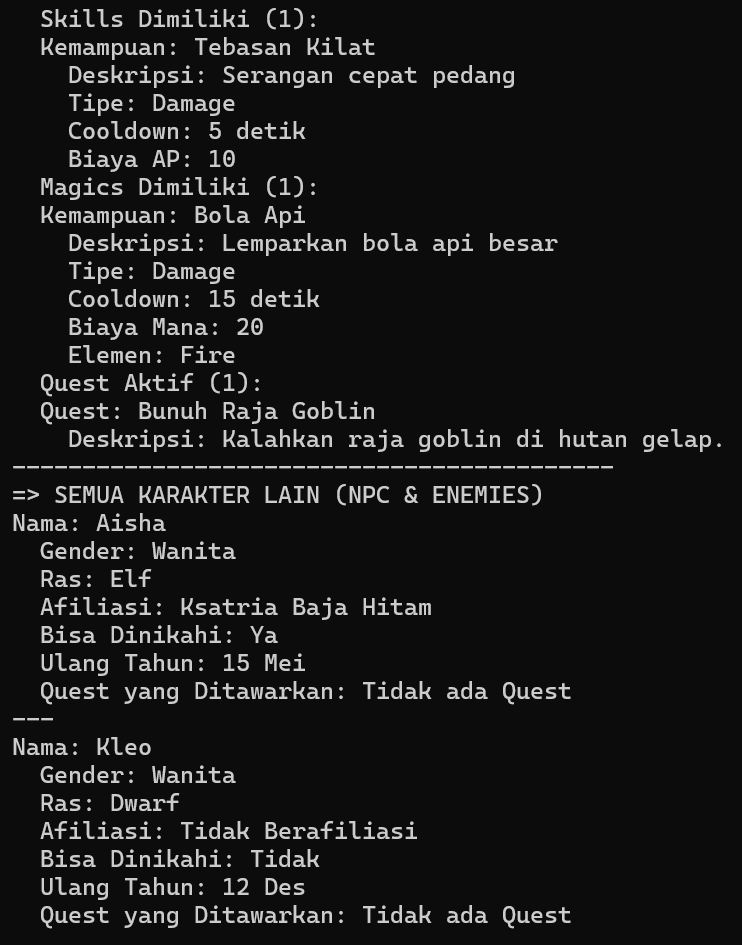 Skills Dimiliki (1):
Kemampuan: Tebasan Kilat
Deskripsi: Serangan cepat pedang
Tipe: Damage
Cooldown: 5 detik
Biaya AP: 10
Magics Dimiliki (1):
Kemampuan: Bola Api
Deskripsi: Lemparkan bola api besar
Tipe: Damage
Cooldown: 15 detik
Biaya Mana: 20
Elemen: Fire
Quest Aktif (1):
Quest: Bunuh Raja Goblin
Deskripsi: Kalahkan raja goblin di hutan gelap.
-------------------------------------------
=> SEMUA KARAKTER LAIN (NPC & ENEMIES)
Nama: Aisha
Gender: Wanita
Ras: Elf
Afiliasi: Ksatria Baja Hitam
Bisa Dinikahi: Ya
Ulang Tahun: 15 Mei
Quest yang Ditawarkan: Tidak ada Quest
---
Nama: Kleo
Gender: Wanita
Ras: Dwarf
Afiliasi: Tidak Berafiliasi
Bisa Dinikahi: Tidak
Ulang Tahun: 12 Des
Quest yang Ditawarkan: Tidak ada Quest